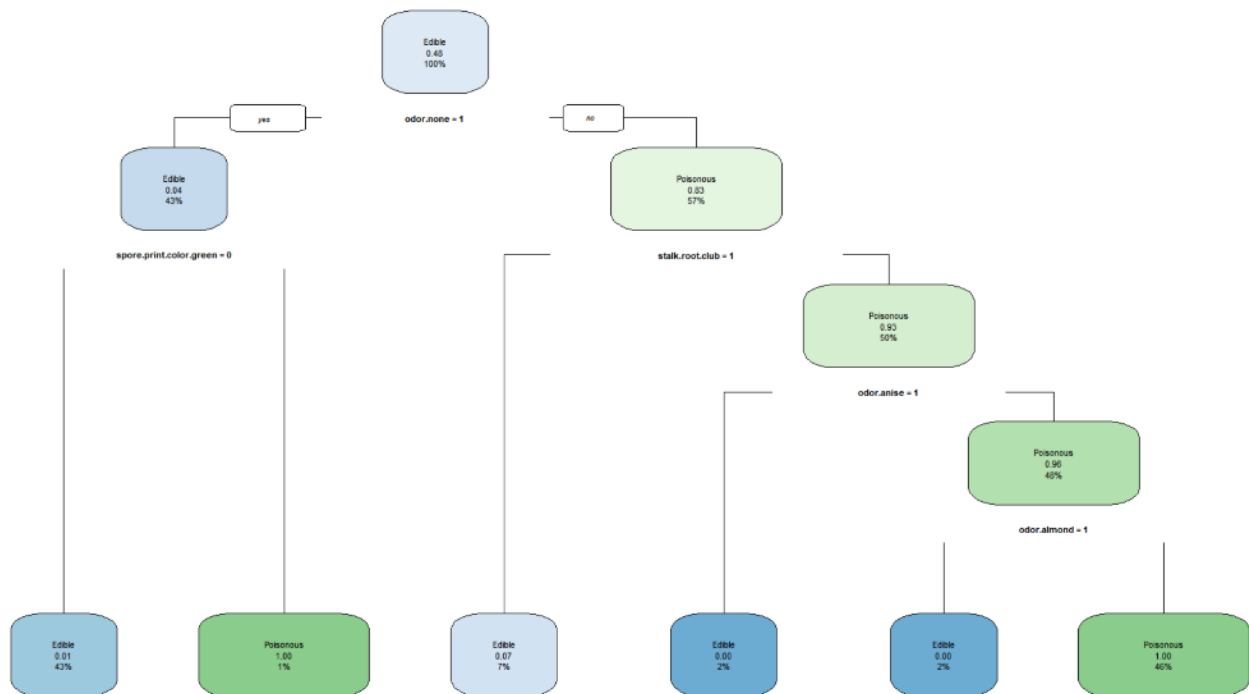 Edible
0.48
100%
yes
odor.none = 1
no
Edible
0.04
43%
Poisonous
0.83
57%
spore.print.color.green = 0
stalk.root.club = 1
Poisonous
0.93
50%
odor.anise = 1
Poisonous
0.96
48%
odor.almond = 1
Edible
0.01
43%
Poisonous
1.00
1%
Edible
0.07
7%
Edible
0.00
2%
Edible
0.00
2%
Poisonous
1.00
46%